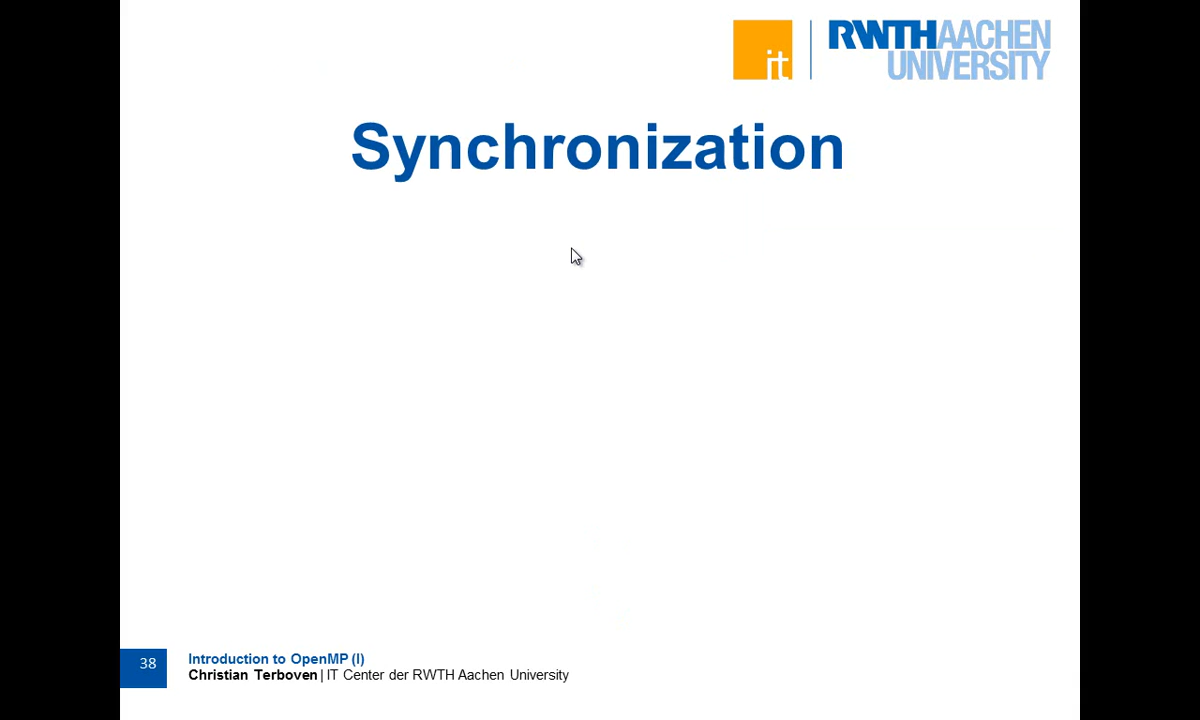 it
RWTHAACHEN
UNIVERSITY
Synchronization
38
Introduction to OpenMP (I)
Christian Terboven | IT Center der RWTH Aachen University